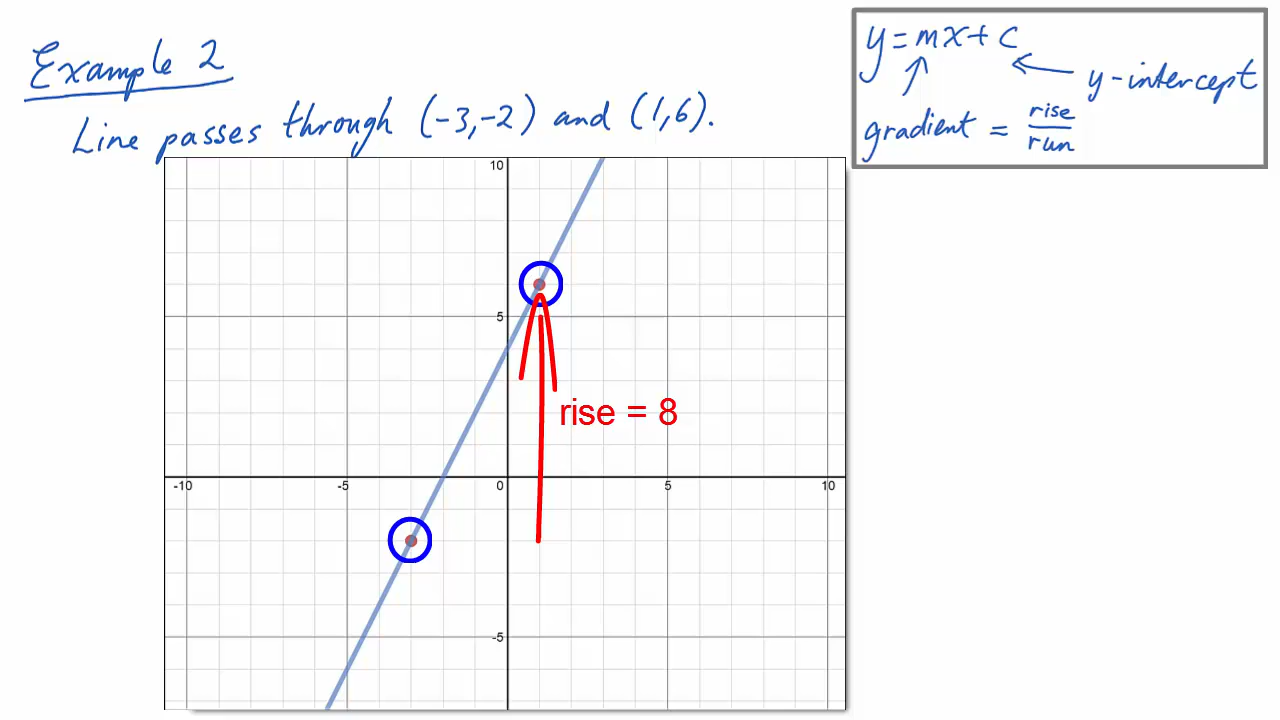 Example 2
Line passes through (-3,-2) and (1,6).
y = mx + c
y-intercept
gradient = rise/run
10
5
rise = 8
-10 -5 0 5 10
-5